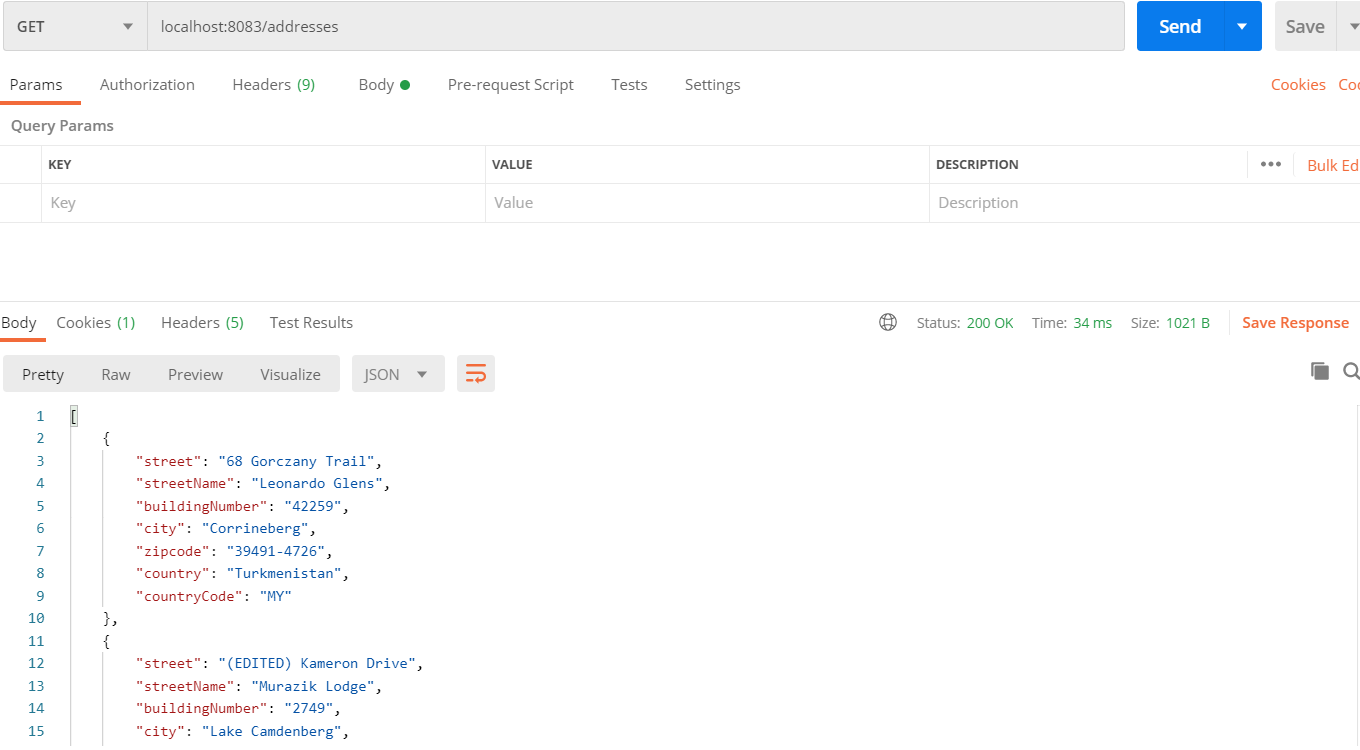 GET localhost:8083/addresses Send Save
Params Authorization Headers (9) Body Pre-request Script Tests Settings Cookies
Query Params
KEY VALUE DESCRIPTION ••• Bulk Ed
Key Value Description
Body Cookies (1) Headers (5) Test Results Status: 200 OK Time: 34 ms Size: 1021 B Save Response
Pretty Raw Preview Visualize JSON
1 [
2 {
3 "street": "68 Gorczany Trail",
4 "streetName": "Leonardo Glens",
5 "buildingNumber": "42259",
6 "city": "Corrineberg",
7 "zipcode": "39491-4726",
8 "country": "Turkmenistan",
9 "countryCode": "MY"
10 },
11 {
12 "street": "(EDITED) Kameron Drive",
13 "streetName": "Murazik Lodge",
14 "buildingNumber": "2749",
15 "city": "Lake Camdenberg",